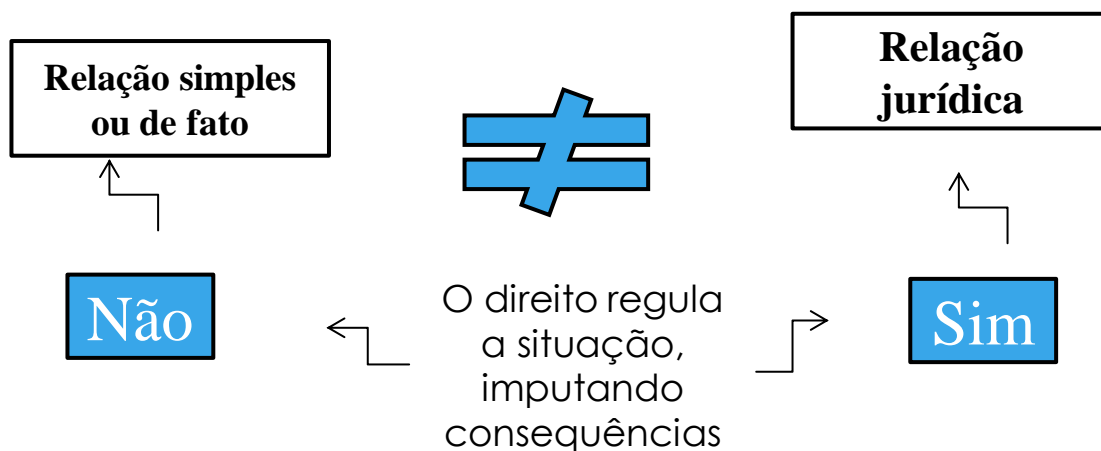 Relação simples
ou de fato
Relação
jurídica
Não
O direito regula
a situação,
imputando
consequências
Sim